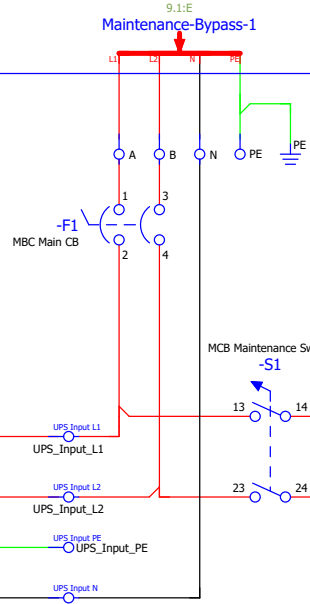 9.1:E
Maintenance-Bypass-1
L1 L2 N PE
A B N PE PE
1 3
-F1
MBC Main CB
2 4
MCB Maintenance Sw
-S1
13 14
UPS Input L1
UPS_Input_L1
UPS Input L2
23 24
UPS_Input_L2
UPS Input PE
UPS_Input_PE
UPS Input N